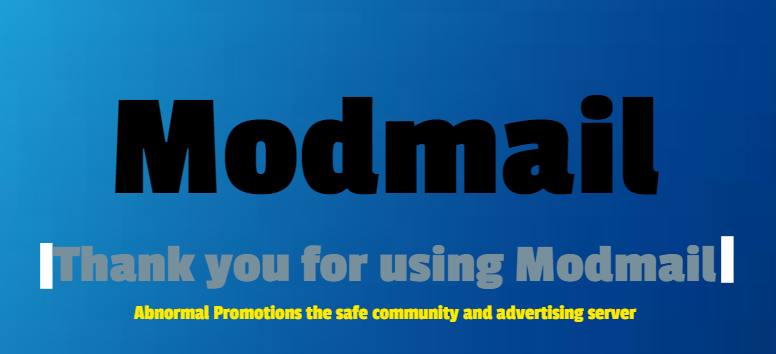 Modmail
Thank you for using Modmail
Abnormal Promotions the safe community and advertising server